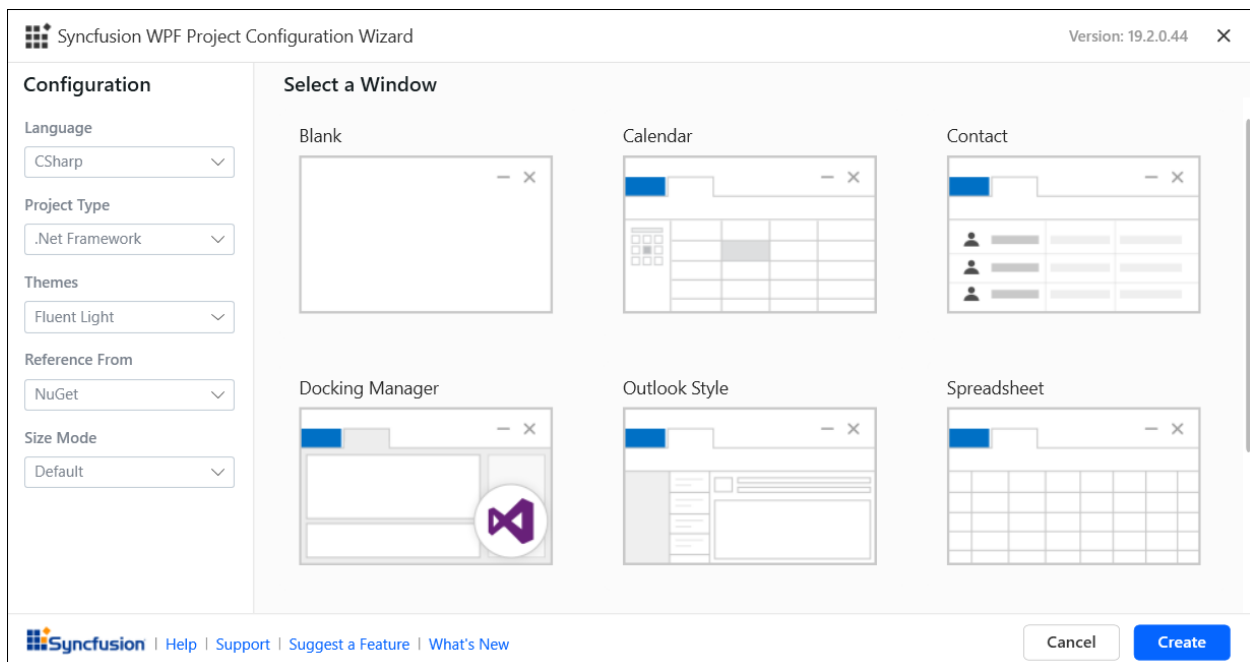 Syncfusion WPF Project Configuration Wizard
Version: 19.2.0.44
Configuration
Language
CSharp
Project Type
.Net Framework
Themes
Fluent Light
Reference From
NuGet
Size Mode
Default
Select a Window
Blank
Calendar
Contact
Docking Manager
Outlook Style
Spreadsheet
Syncfusion | Help | Support | Suggest a Feature | What's New
Cancel
Create